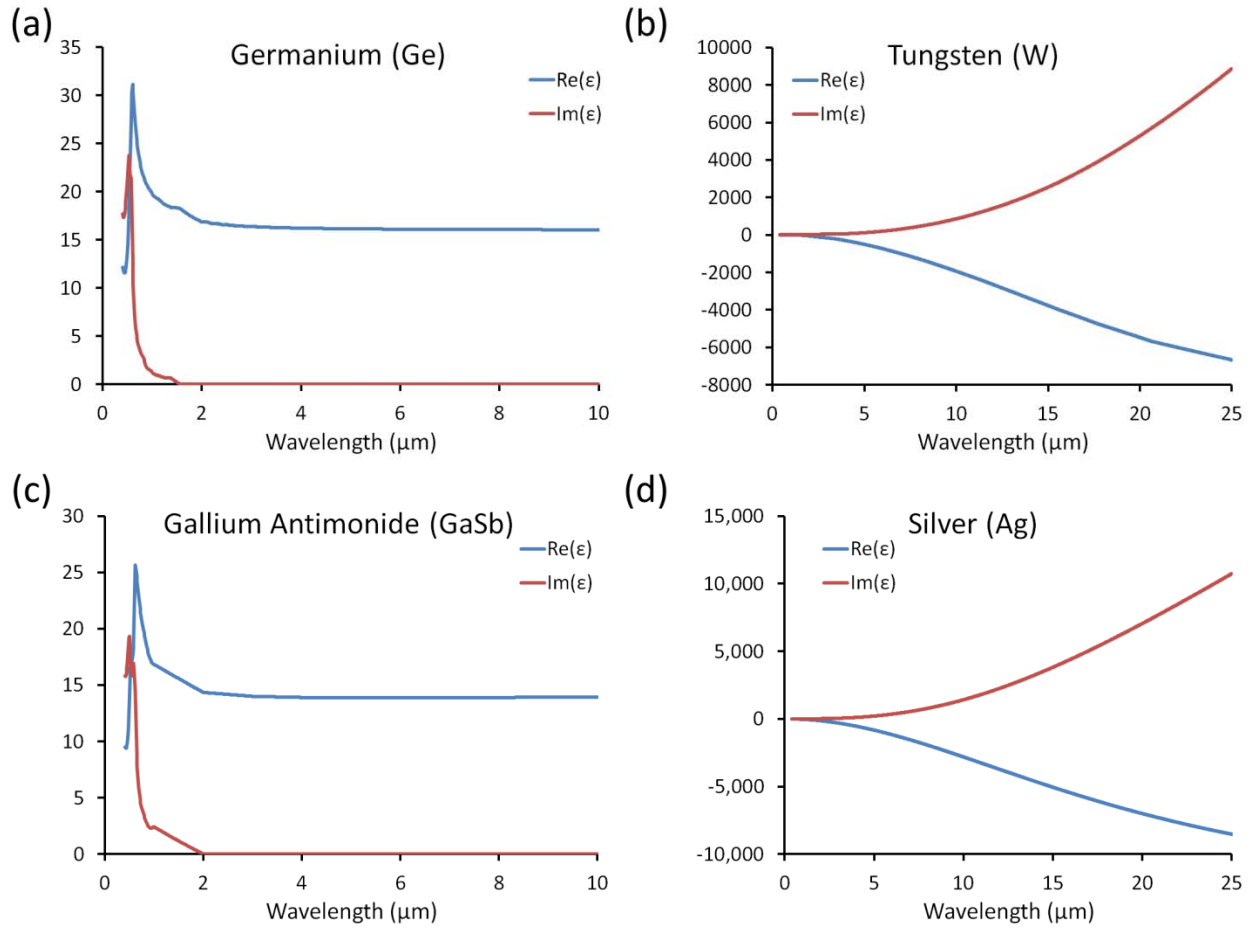 (a)
Germanium (Ge)
35
30
25
20
15
10
5
0
Re(ε)
Im(ε)
0 2 4 6 8 10
Wavelength (μm)
(b)
Tungsten (W)
10000
8000
6000
4000
2000
0
-2000
-4000
-6000
-8000
Re(ε)
Im(ε)
0 5 10 15 20 25
Wavelength (μm)
(c)
Gallium Antimonide (GaSb)
30
25
20
15
10
5
0
Re(ε)
Im(ε)
0 2 4 6 8 10
Wavelength (μm)
(d)
Silver (Ag)
15,000
10,000
5,000
0
-5,000
-10,000
Re(ε)
Im(ε)
0 5 10 15 20 25
Wavelength (μm)